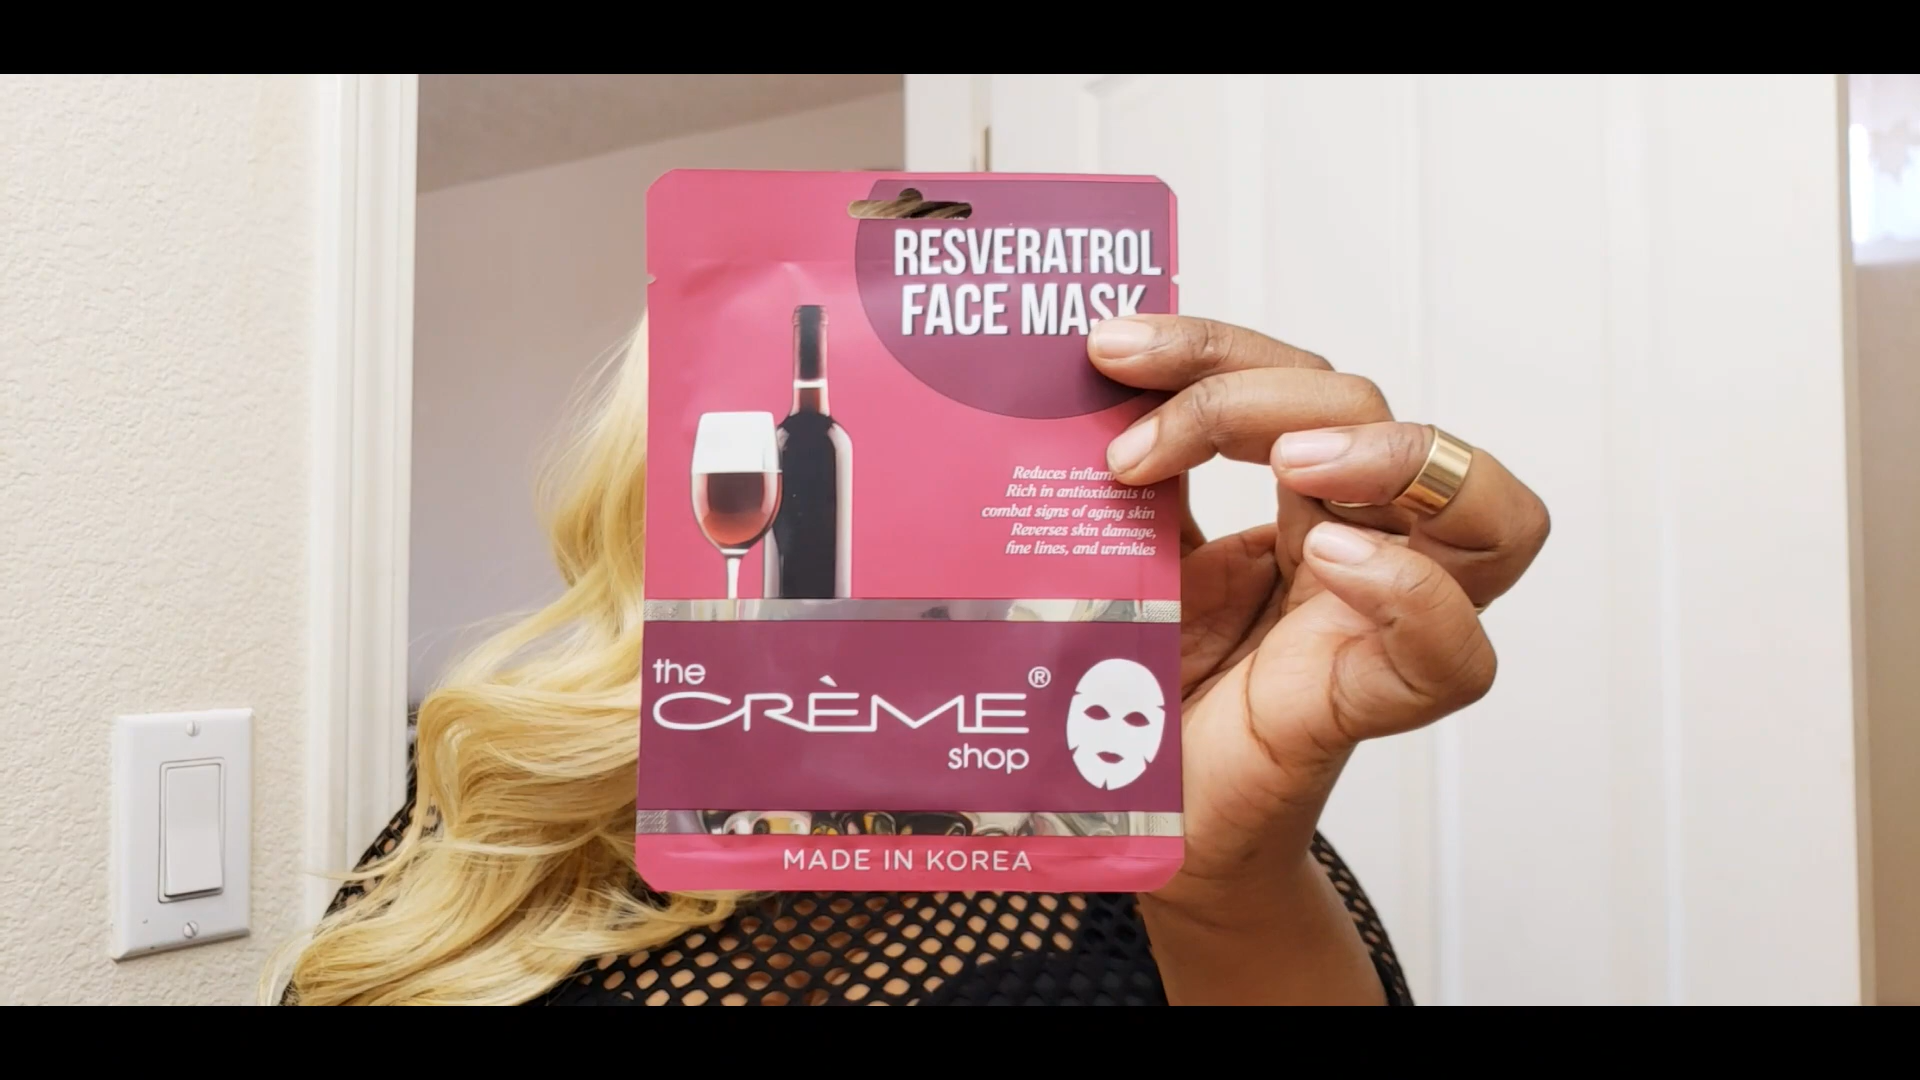 RESVERATROL
FACE MASK
Reduces
Rich in antioxidants to
combat signs of aging skin
Reverses skin damage,
fine lines, and wrinkles
the
CRÈME®
shop
MADE IN KOREA